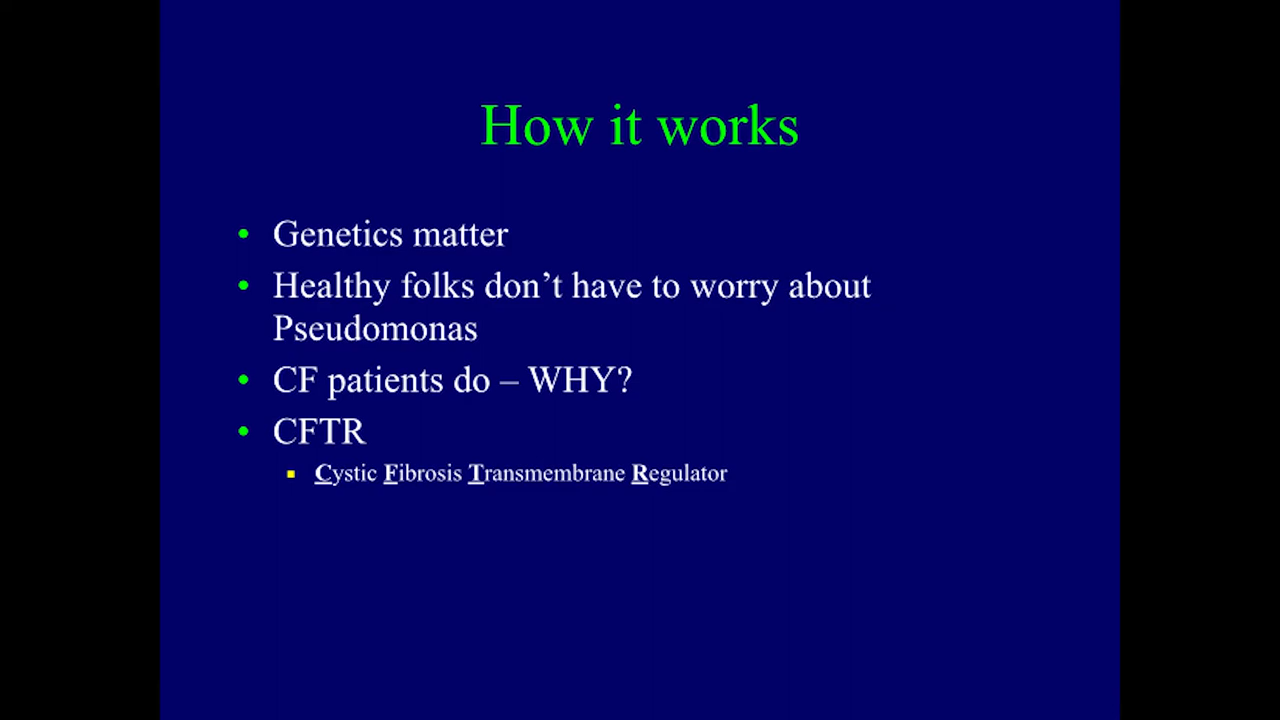 How it works
• Genetics matter
• Healthy folks don’t have to worry about
Pseudomonas
• CF patients do – WHY?
• CFTR
▪ Cystic Fibrosis Transmembrane Regulator